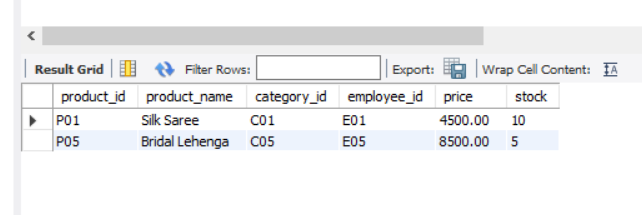 Result Grid Filter Rows: Export: Wrap Cell Content: IA
product_id product_name category_id employee_id price stock
P01 Silk Saree C01 E01 4500.00 10
P05 Bridal Lehenga C05 E05 8500.00 5